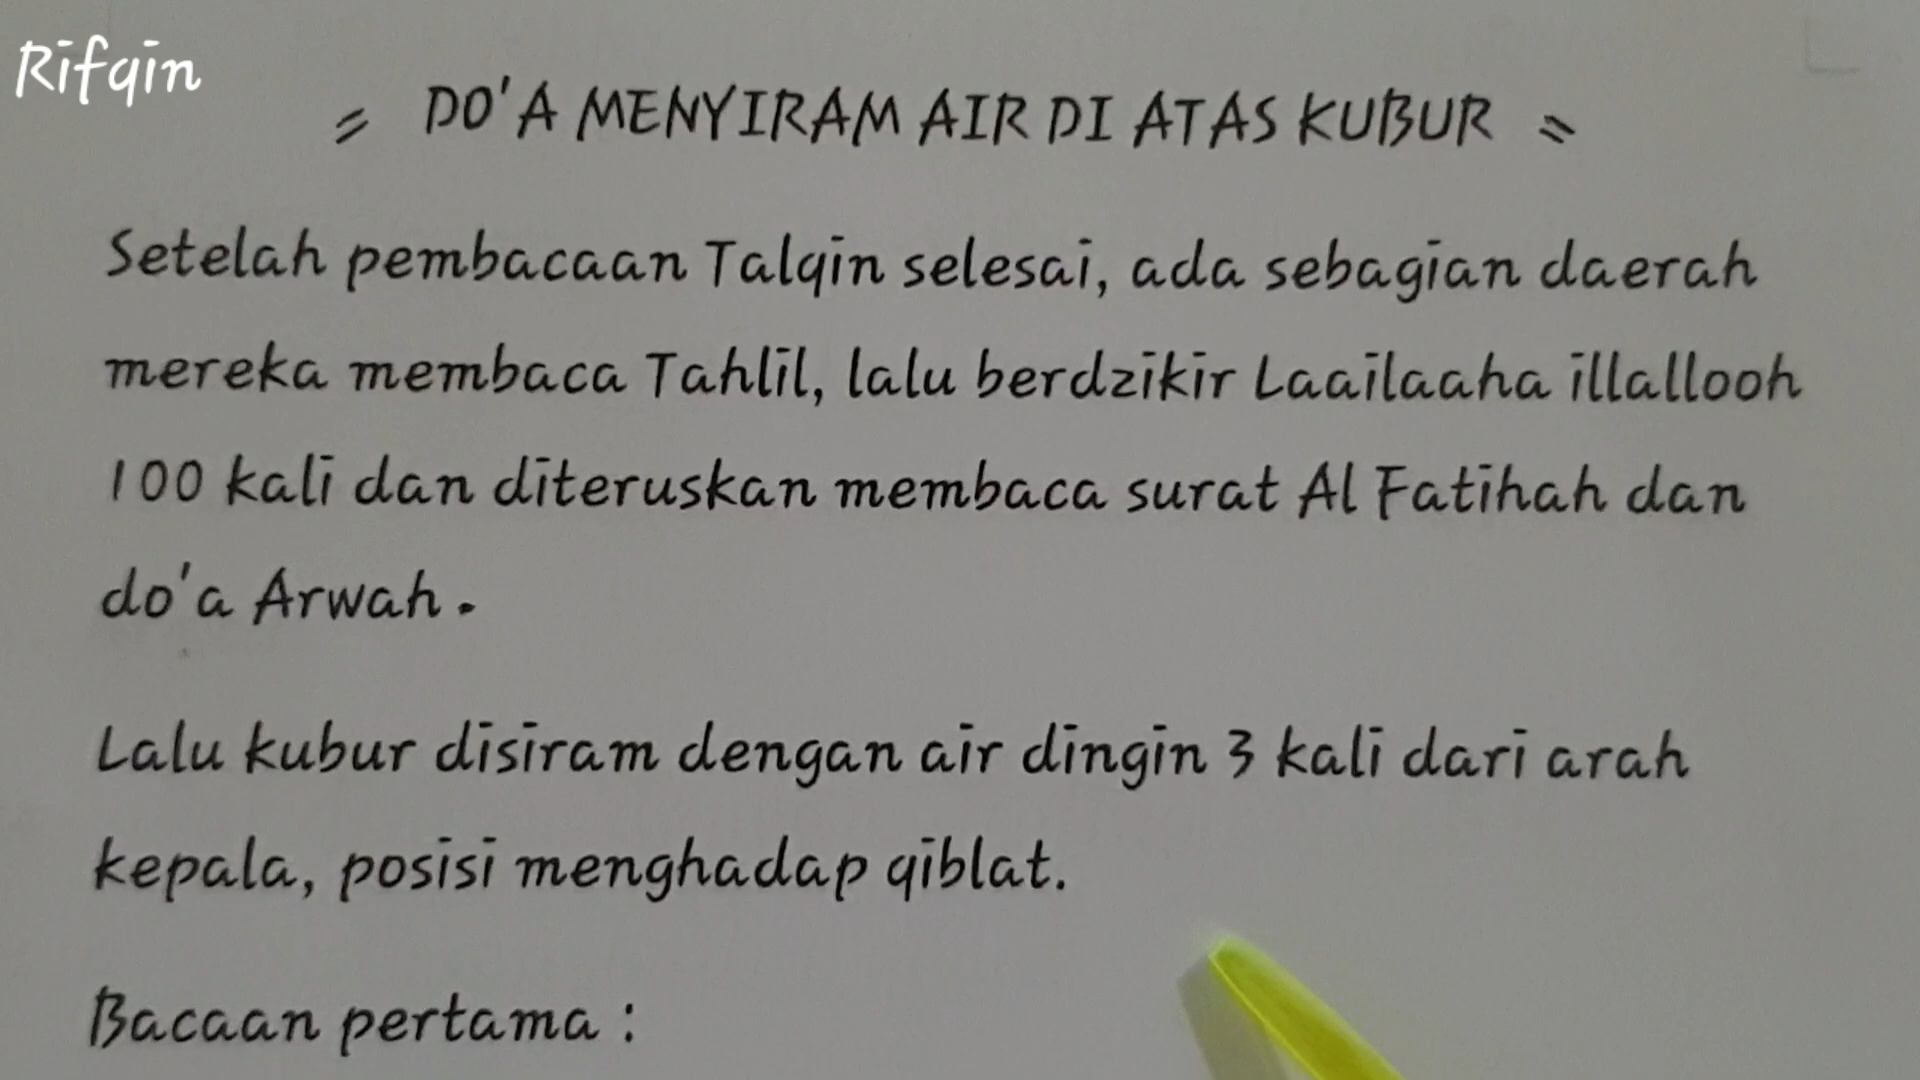 Rifqin
= DO'A MENYIRAM AIR DI ATAS KUBUR =
Setelah pembacaan Talqin selesai, ada sebagian daerah
mereka membaca Tahlil, lalu berdzikir Laailaaha illallooh
100 kali dan diteruskan membaca surat Al Fatihah dan
do'a Arwah.
Lalu kubur disiram dengan air dingin 3 kali dari arah
kepala, posisi menghadap qiblat.
Bacaan pertama :